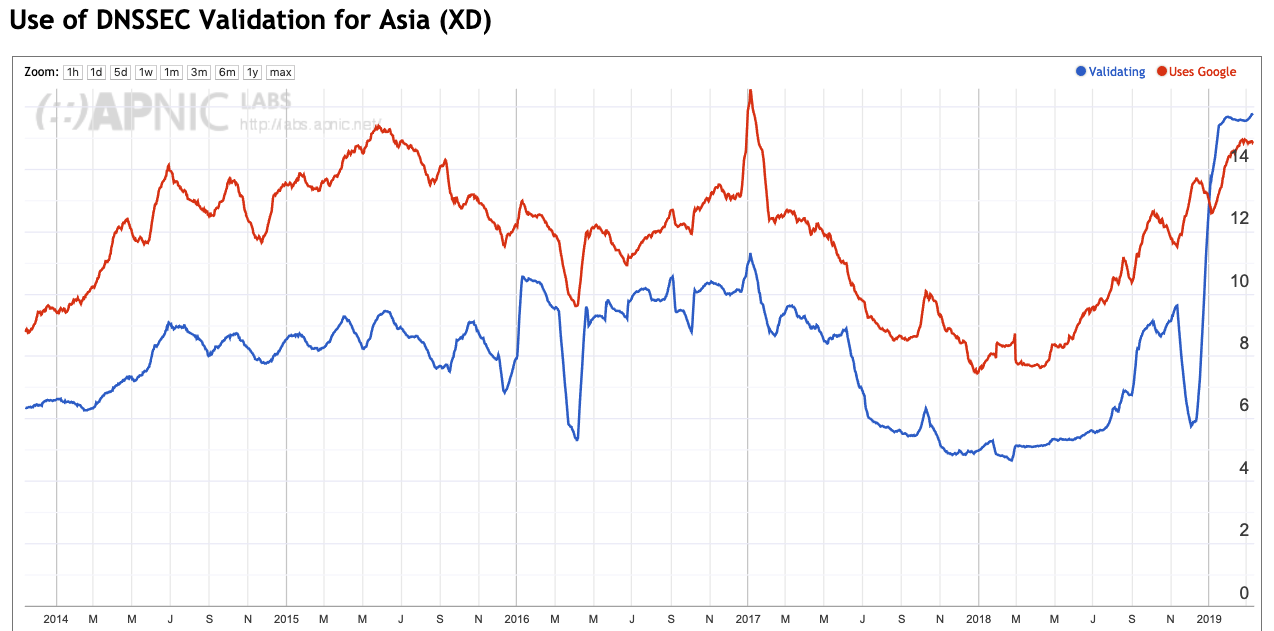 Use of DNSSEC Validation for Asia (XD)
Zoom: 1h 1d 5d 1w 1m 3m 6m 1y max
Validating Uses Google
(::)APNIC LABS
http://labs.apnic.net/
14
12
10
8
6
4
2
0
2014 M M J S N 2015 M M J S N 2016 M M J S N 2017 M M J S N 2018 M M J S N 2019